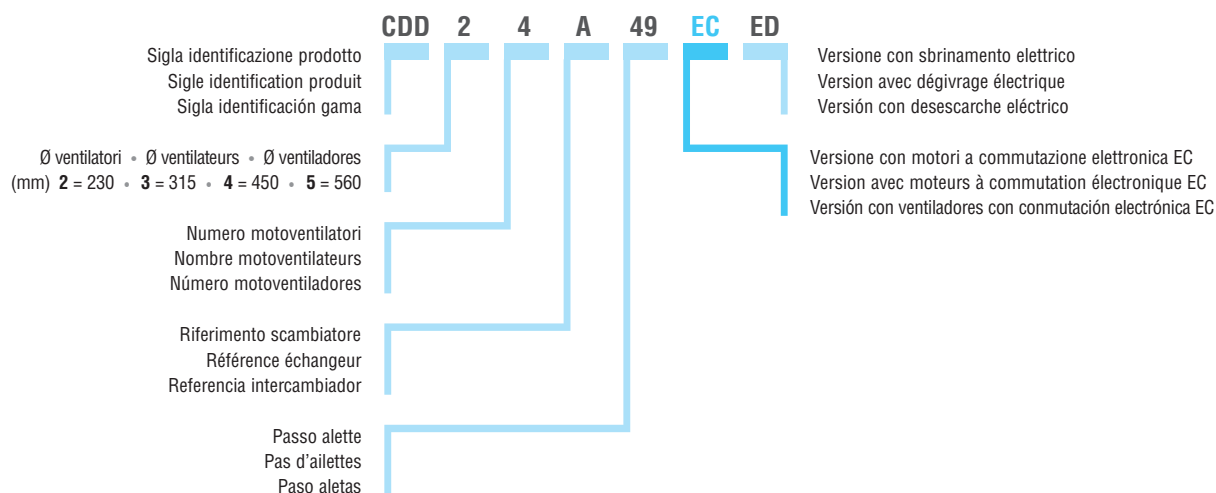 CDD 2 4 A 49 EC ED
Sigla identificazione prodotto
Sigle identification produit
Sigla identificación gama
Versione con sbrinamento elettrico
Version avec dégivrage électrique
Versión con desescarche eléctrico
Ø ventilatori • Ø ventilateurs • Ø ventiladores
(mm) 2 = 230 • 3 = 315 • 4 = 450 • 5 = 560
Versione con motori a commutazione elettronica EC
Version avec moteurs à commutation électronique EC
Versión con ventiladores con conmutación electrónica EC
Numero motoventilatori
Nombre motoventilateurs
Número motoventiladores
Riferimento scambiatore
Référence échangeur
Referencia intercambiador
Passo alette
Pas d'ailettes
Paso aletas